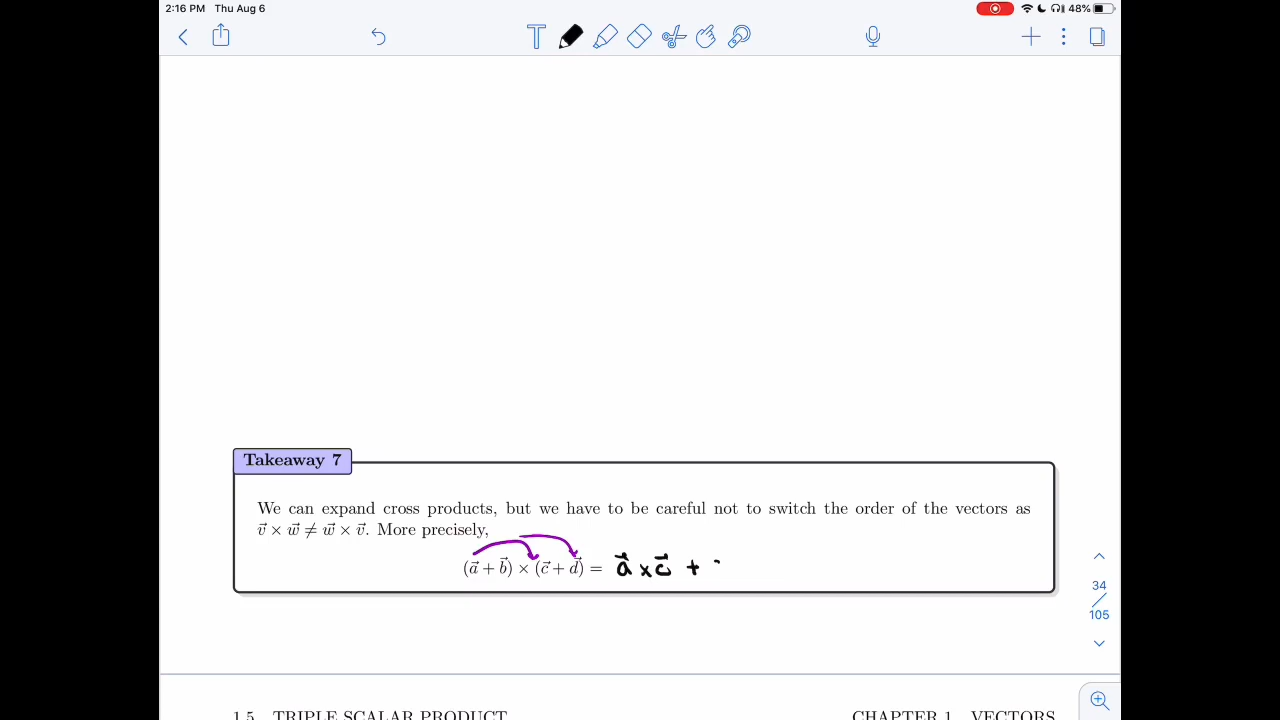 2:16 PM Thu Aug 6
48%
Takeaway 7
We can expand cross products, but we have to be careful not to switch the order of the vectors as
v⃗ × w⃗ ≠ w⃗ × v⃗. More precisely,
(a⃗ + b⃗) × (c⃗ + d⃗) = a⃗ × c⃗ +
34
105
1.5 TRIPLE SCALAR PRODUCT CHAPTER 1 VECTORS